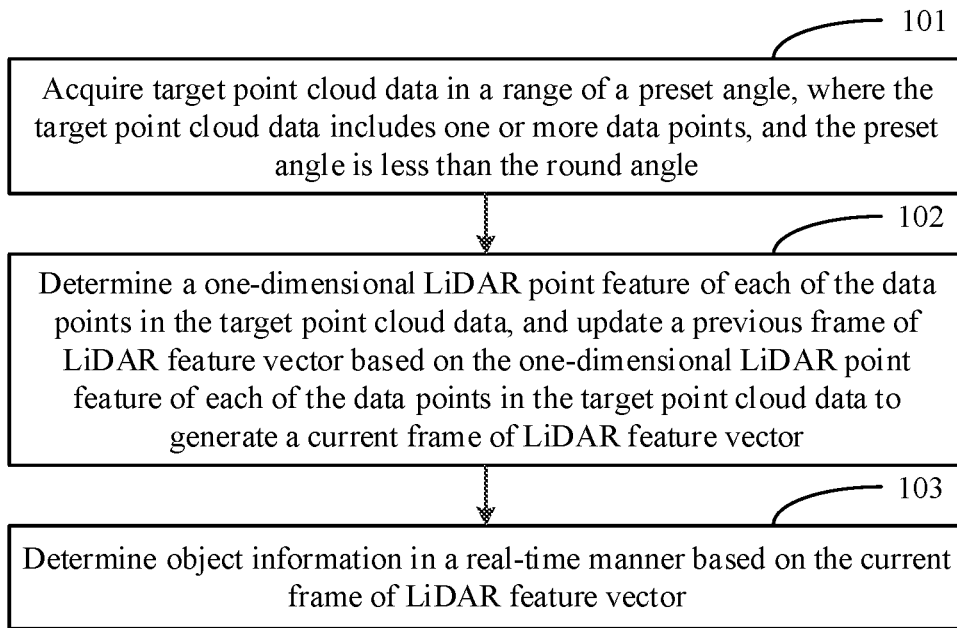 101
Acquire target point cloud data in a range of a preset angle, where the
target point cloud data includes one or more data points, and the preset
angle is less than the round angle
102
Determine a one-dimensional LiDAR point feature of each of the data
points in the target point cloud data, and update a previous frame of
LiDAR feature vector based on the one-dimensional LiDAR point
feature of each of the data points in the target point cloud data to
generate a current frame of LiDAR feature vector
103
Determine object information in a real-time manner based on the current
frame of LiDAR feature vector